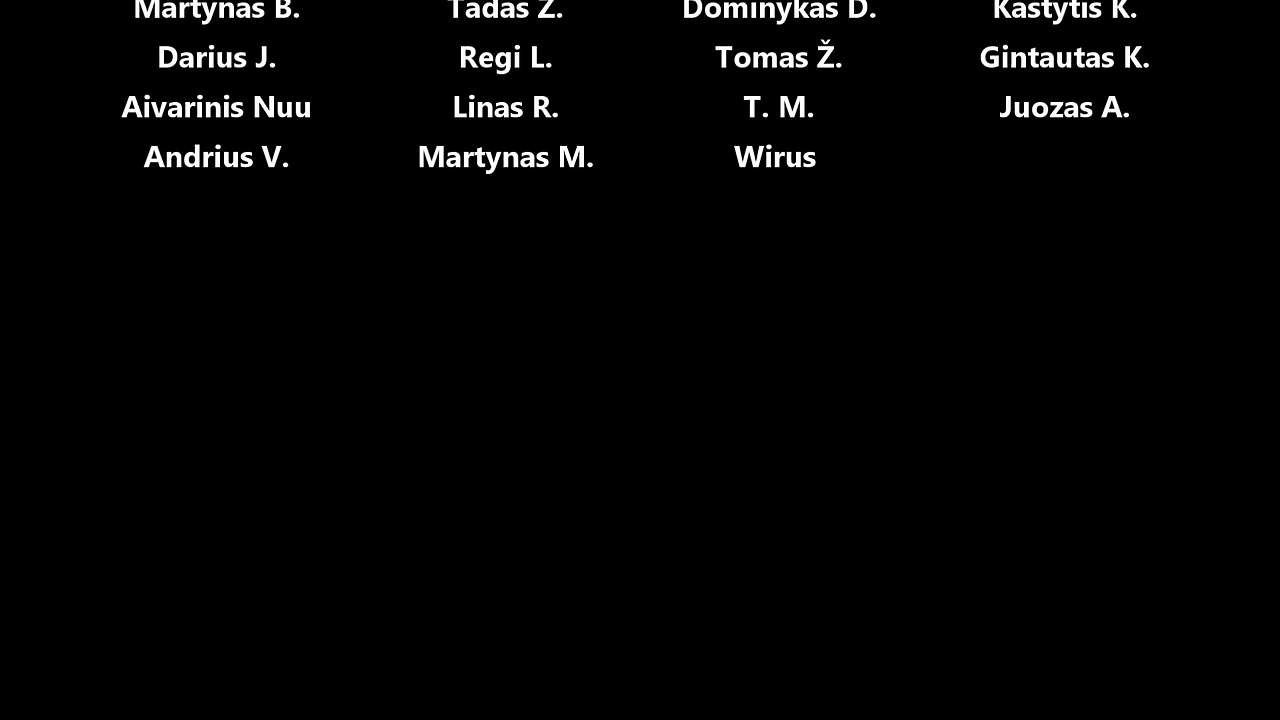 Martynas B. Tadas Z. Dominykas D. Kastytis K.
Darius J. Regi L. Tomas Ž. Gintautas K.
Aivarinis Nuu Linas R. T. M. Juozas A.
Andrius V. Martynas M. Wirus